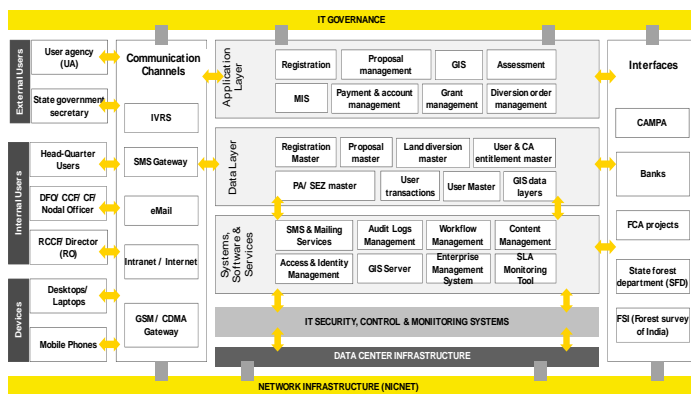 IT GOVERNANCE
External Users
User agency
(UA)
State government
secretary
Internal Users
Head-Quarter
Users
DFO/ CCF/ CF/
Nodal Officer
RCCF/ Director
(RO)
Devices
Desktops/
Laptops
Mobile Phones
Communication
Channels
IVRS
SMS Gateway
eMail
Intranet / Internet
GSM / CDMA
Gateway
Application
Layer
Registration
Proposal
management
GIS
Assessment
MIS
Payment & account
management
Grant
management
Diversion order
management
Data Layer
Registration
Master
Proposal
master
Land diversion
master
User & CA
entitlement master
PA/ SEZ master
User
transactions
User Master
GIS data
layers
Systems,
Software &
Services
SMS & Mailing
Services
Audit Logs
Management
Workflow
Management
Content
Management
Access & Identity
Management
GIS Server
Enterprise
Management
System
SLA
Monitoring
Tool
IT SECURITY, CONTROL & MONIITORING SYSTEMS
DATA CENTER INFRASTRUCTURE
Interfaces
CAMPA
Banks
FCA projects
State forest
department (SFD)
FSI (Forest survey
of India)
NETWORK INFRASTRUCTURE (NICNET)